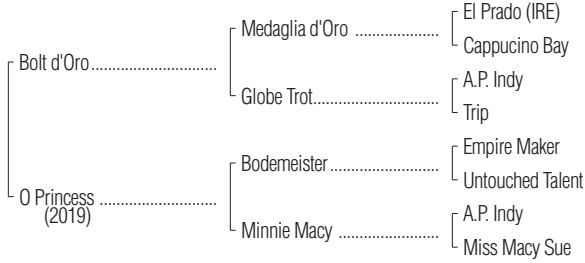 El Prado (IRE)
Medaglia d'Oro ..................
Cappucino Bay
Bolt d'Oro...........................
A.P. Indy
Globe Trot...........................
Trip
Empire Maker
Bodemeister.......................
Untouched Talent
O Princess .........................
(2019)
A.P. Indy
Minnie Macy ......................
Miss Macy Sue